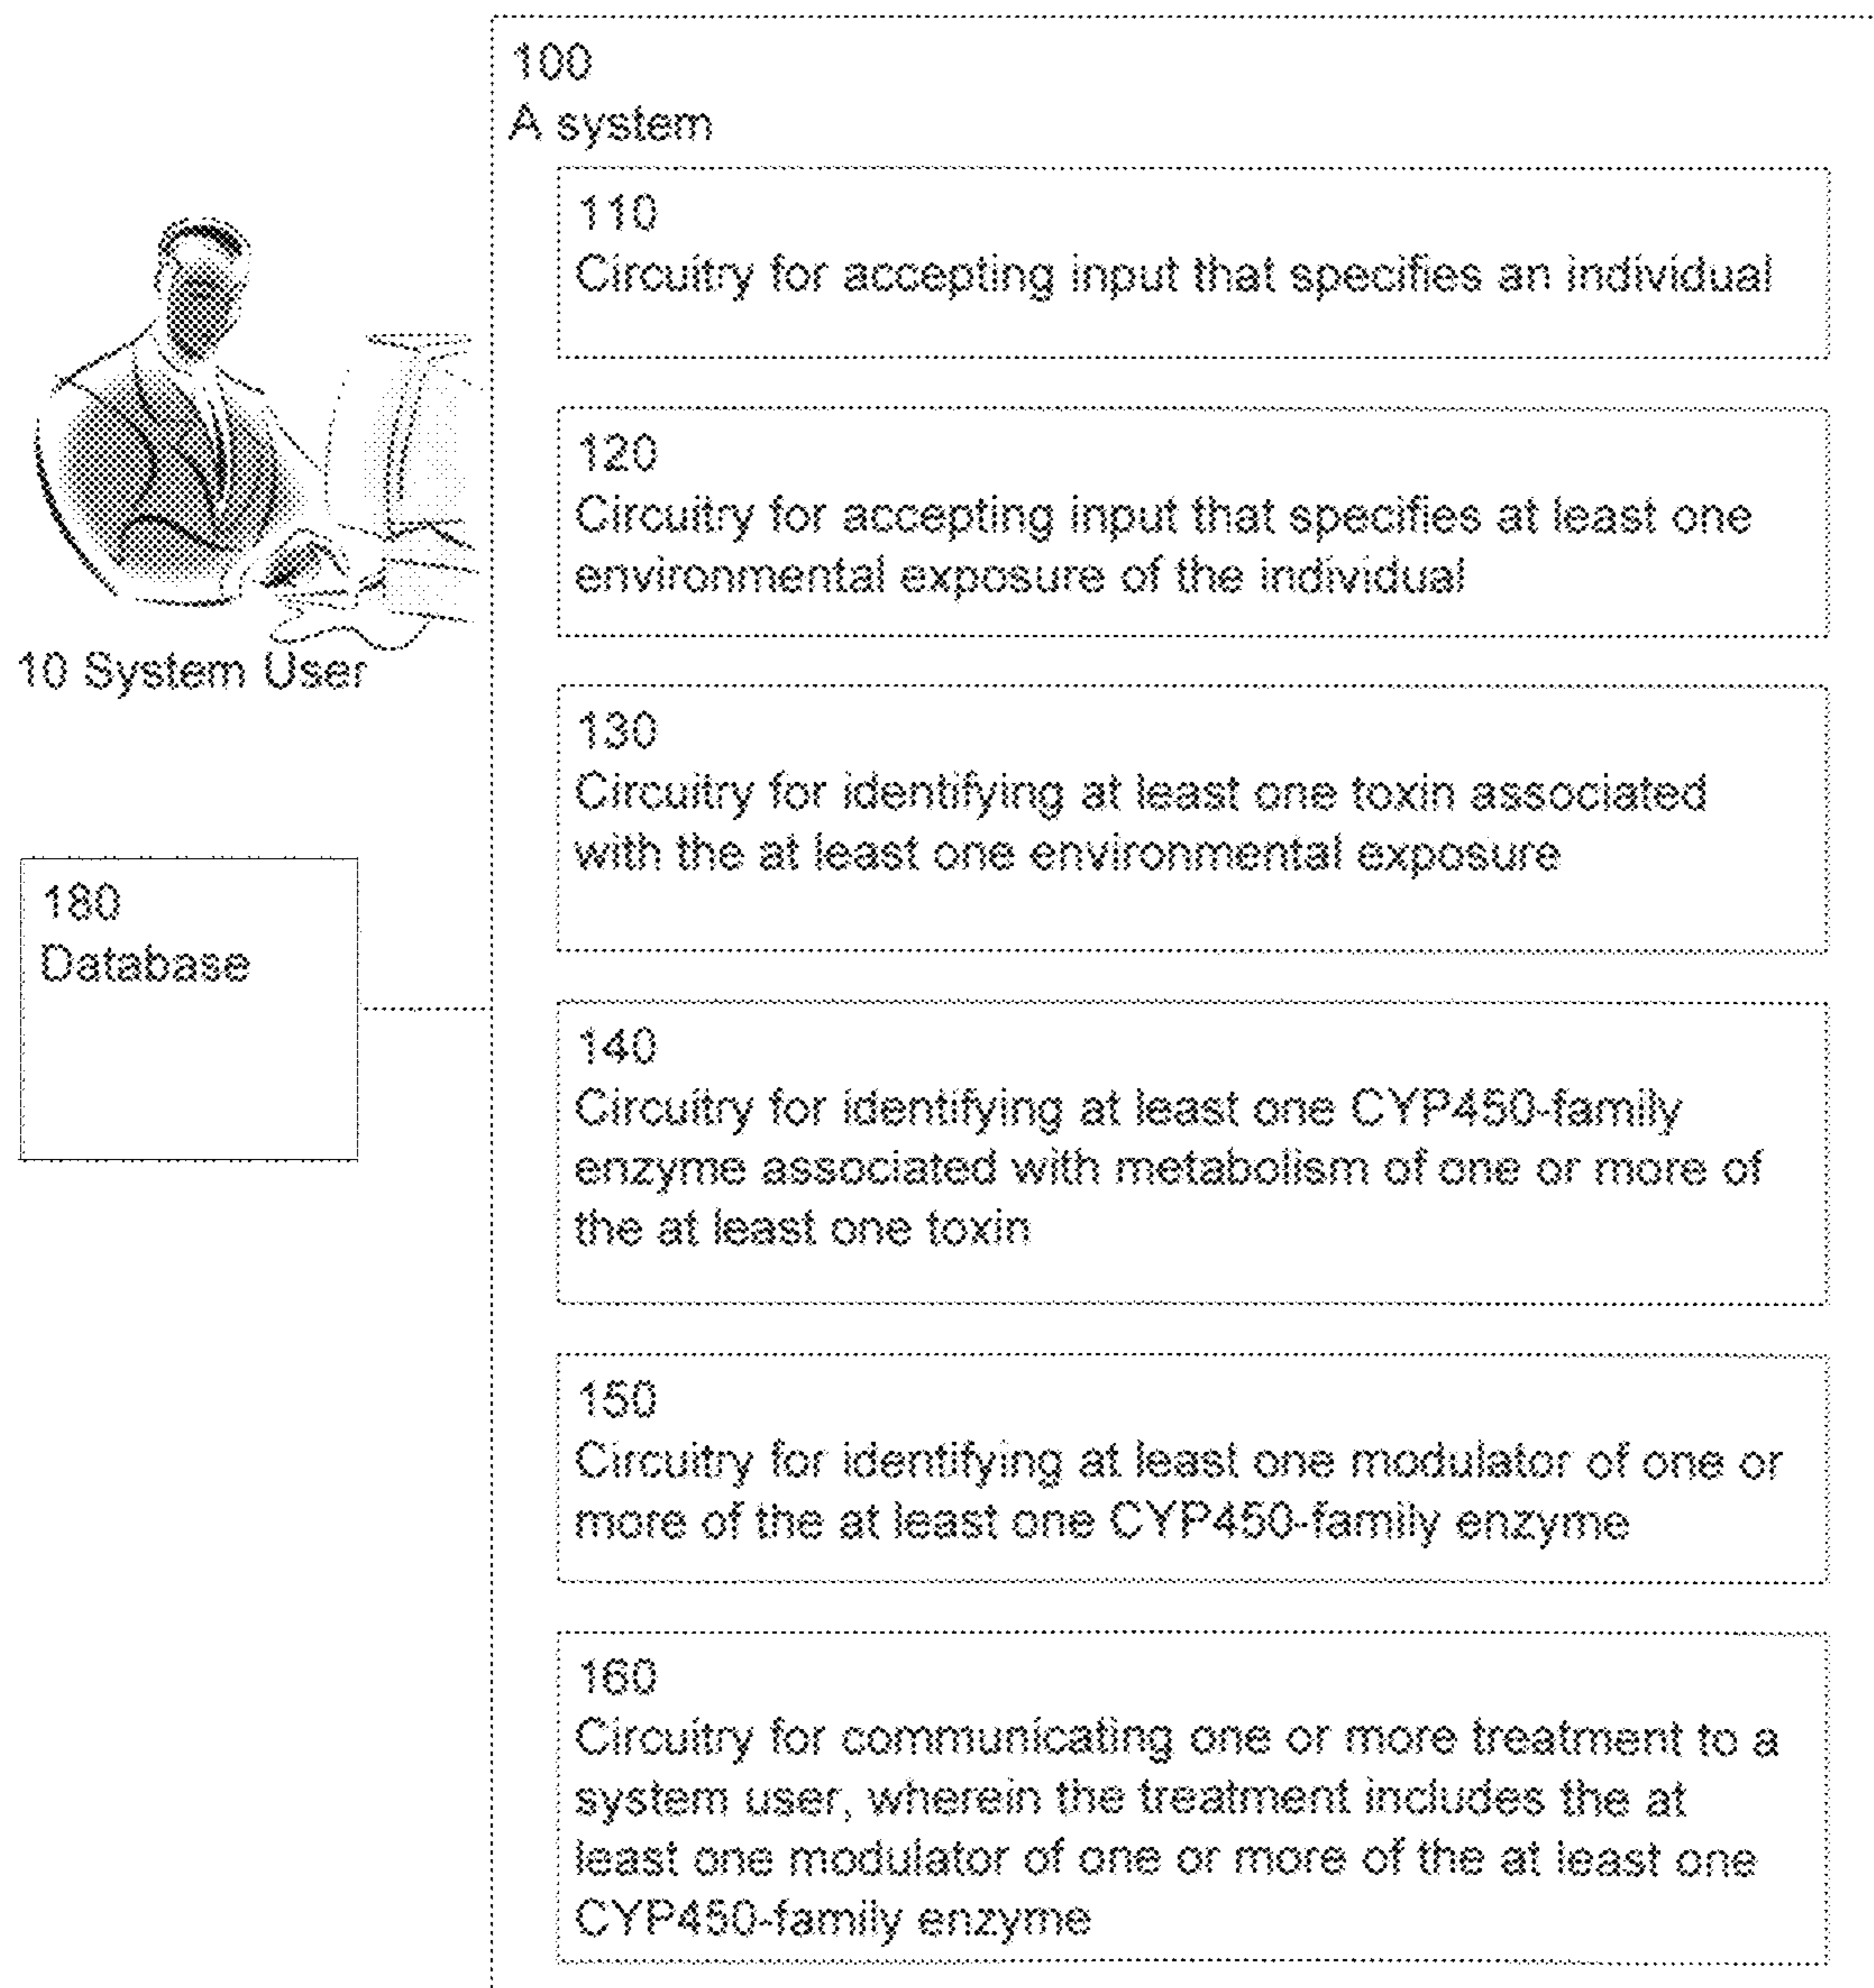 100
A system
110
Circuitry for accepting input that specifies an individual
120
Circuitry for accepting input that specifies at least one
environmental exposure of the individual
10 System User
130
Circuitry for identifying at least one toxin associated
with the at least one environmental exposure
180
Database
140
Circuitry for identifying at least one CYP450-family
enzyme associated with metabolism of one or more of
the at least one toxin
150
Circuitry for identifying at least one modulator of one or
more of the at least one CYP450-family enzyme
160
Circuitry for communicating one or more treatment to a
system user, wherein the treatment includes the at
least one modulator of one or more of the at least one
CYP450-family enzyme